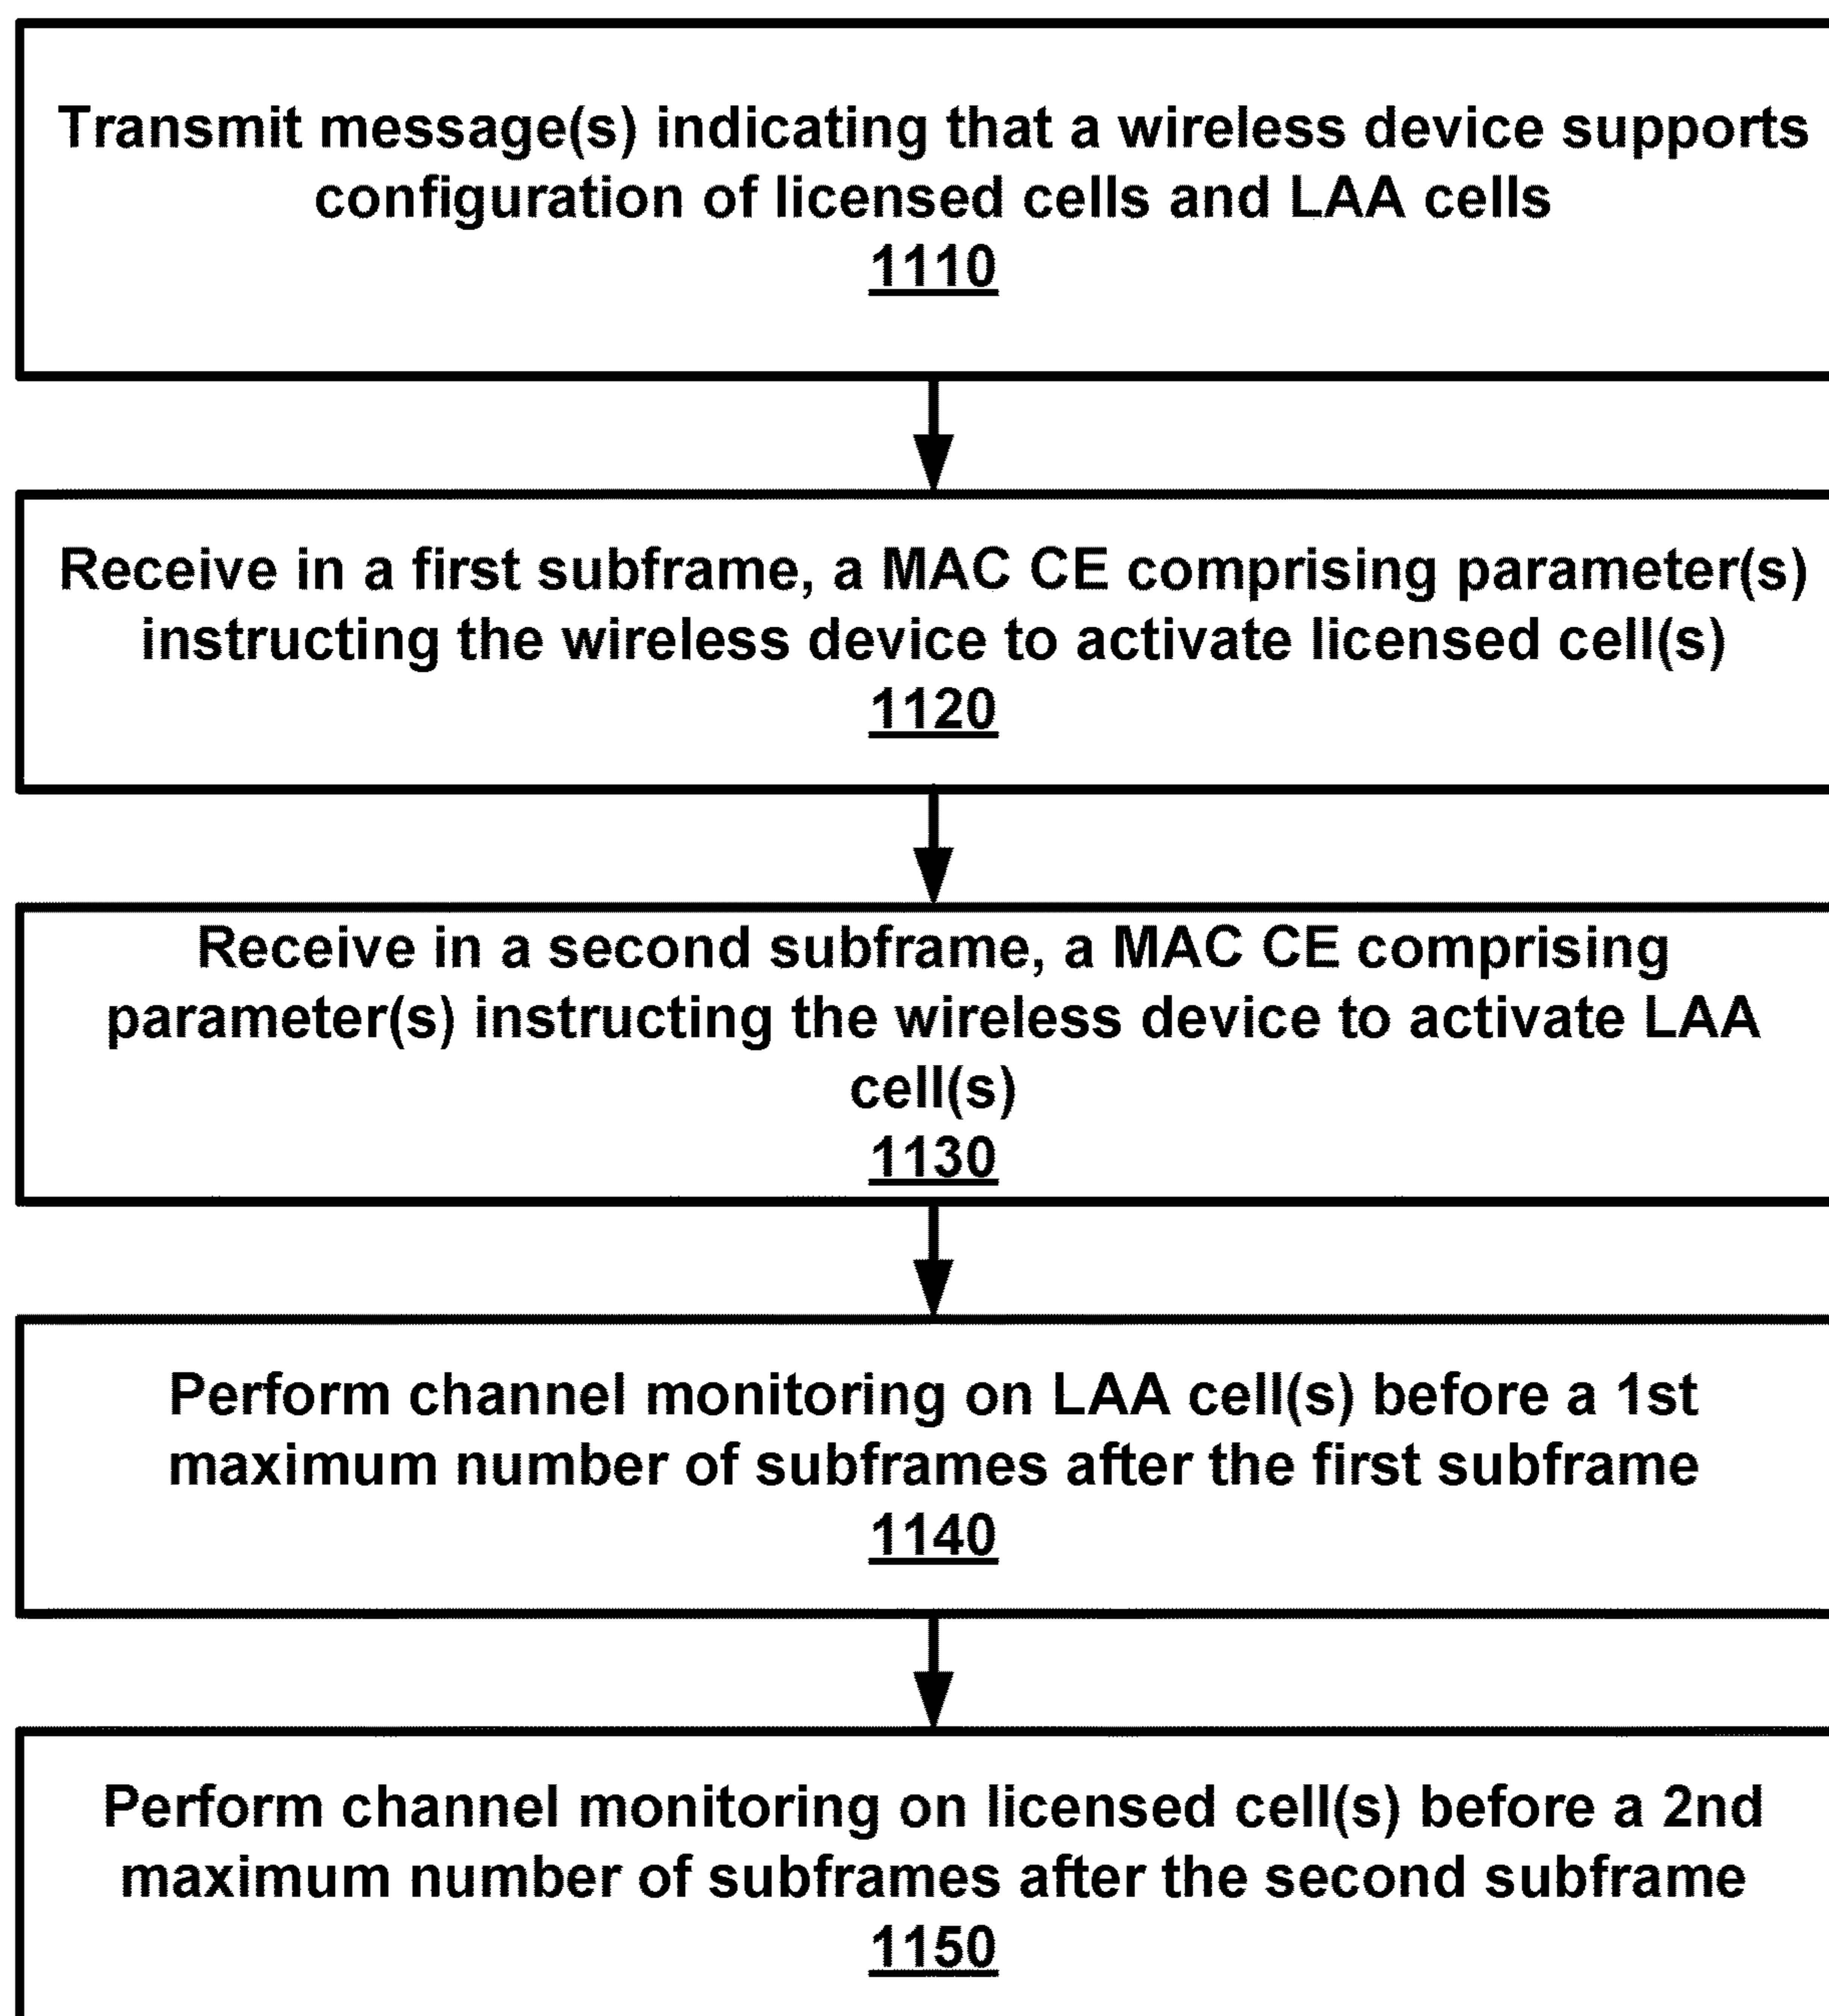 Transmit message(s) indicating that a wireless device supports
configuration of licensed cells and LAA cells
1110
Receive in a first subframe, a MAC CE comprising parameter(s)
instructing the wireless device to activate licensed cell(s)
1120
Receive in a second subframe, a MAC CE comprising
parameter(s) instructing the wireless device to activate LAA
cell(s)
1130
Perform channel monitoring on LAA cell(s) before a 1st
maximum number of subframes after the first subframe
1140
Perform channel monitoring on licensed cell(s) before a 2nd
maximum number of subframes after the second subframe
1150